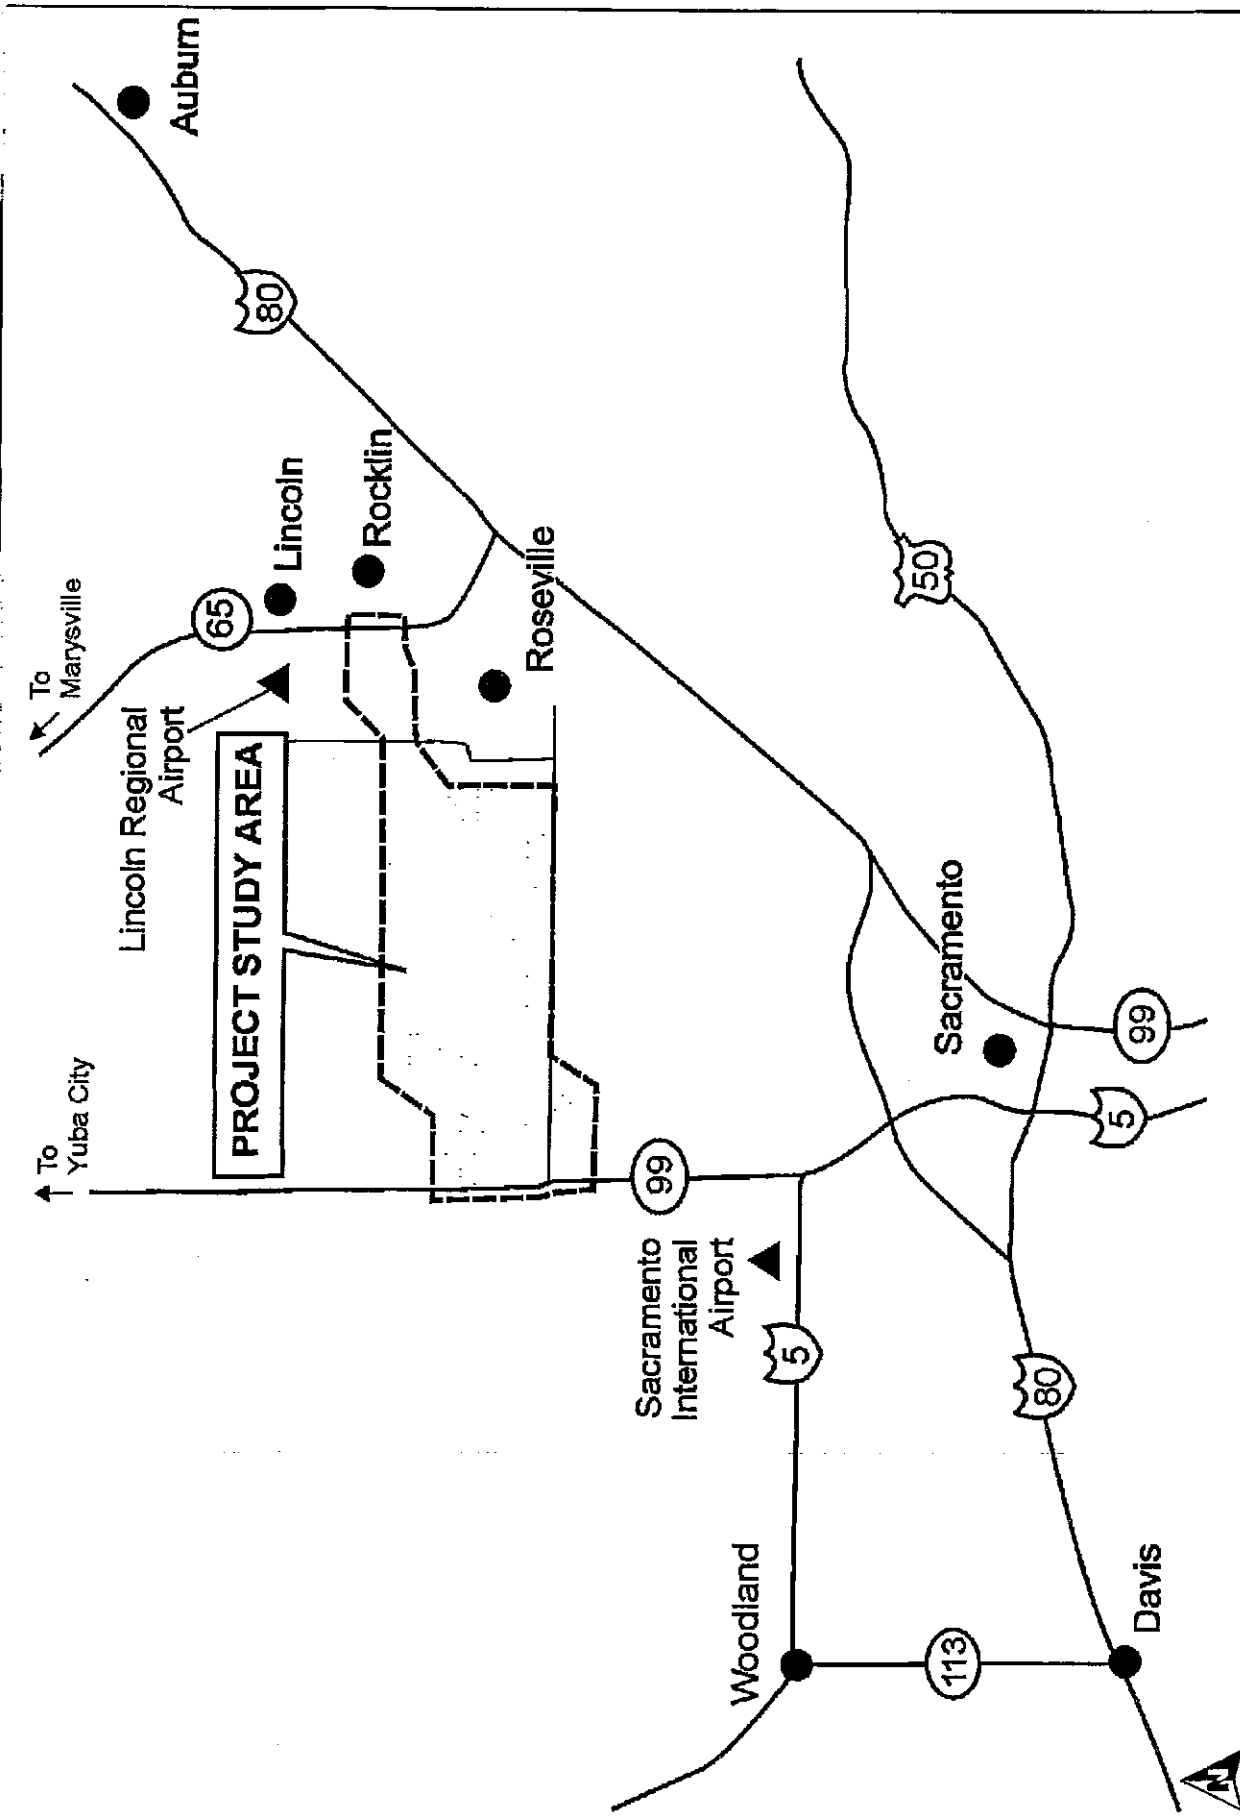 To
Yuba City
To
Marysville
Auburn
65
80
Lincoln Regional
Airport
Lincoln
PROJECT STUDY AREA
Rocklin
Roseville
99
Sacramento
International
Airport
5
Woodland
50
Sacramento
113
80
5
99
Davis
N